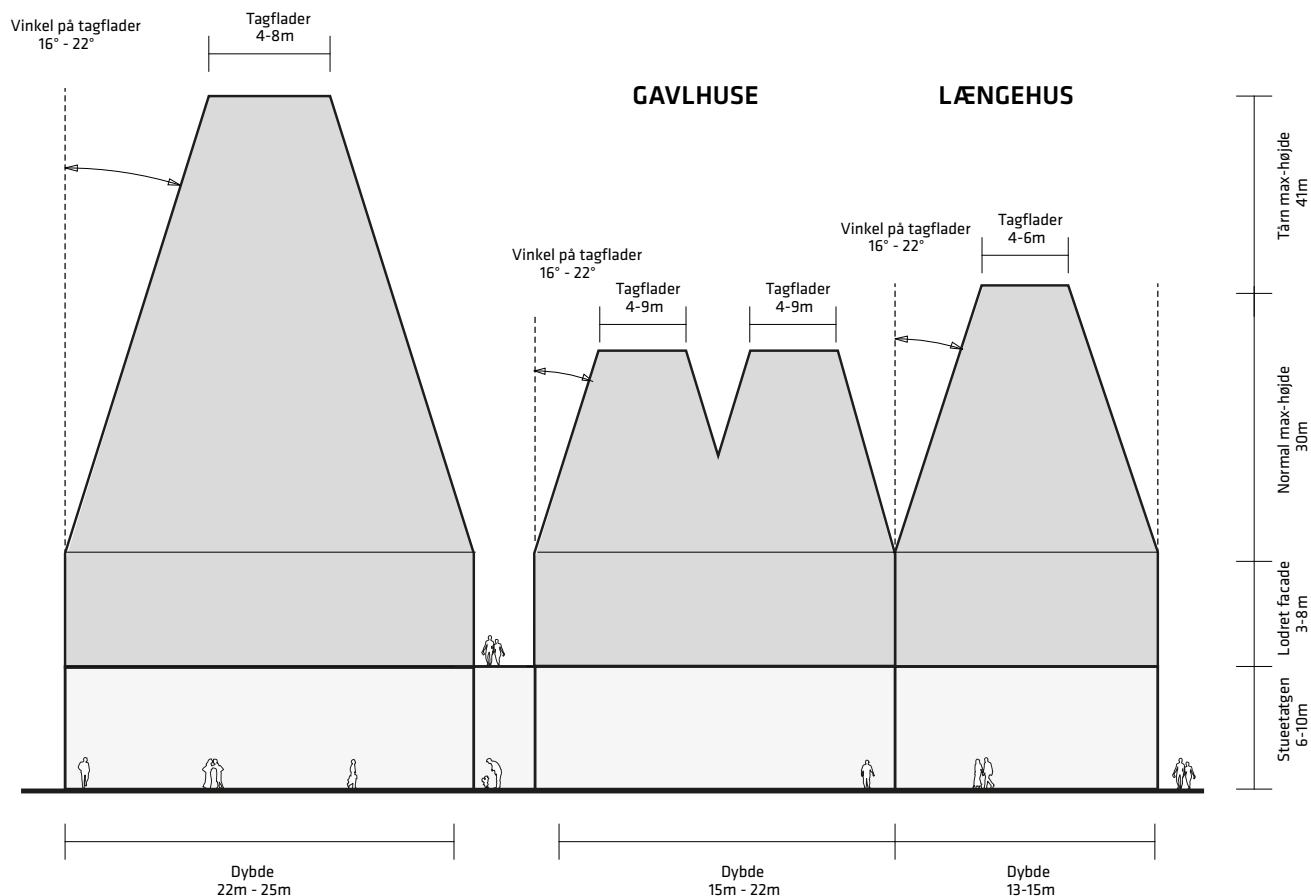 Vinkel på tagflader
16° - 22°
Tagflader
4-8m
GAVLHUSE
LÆNGEHUS
Vinkel på tagflader
16° - 22°
Tagflader
4-9m
Tagflader
4-9m
Vinkel på tagflader
16° - 22°
Tagflader
4-6m
Tårn max-højde
41m
Normal max-højde
30m
Lodret facade
3-8m
Stueetatgen
6-10m
Dybde
22m - 25m
Dybde
15m - 22m
Dybde
13-15m